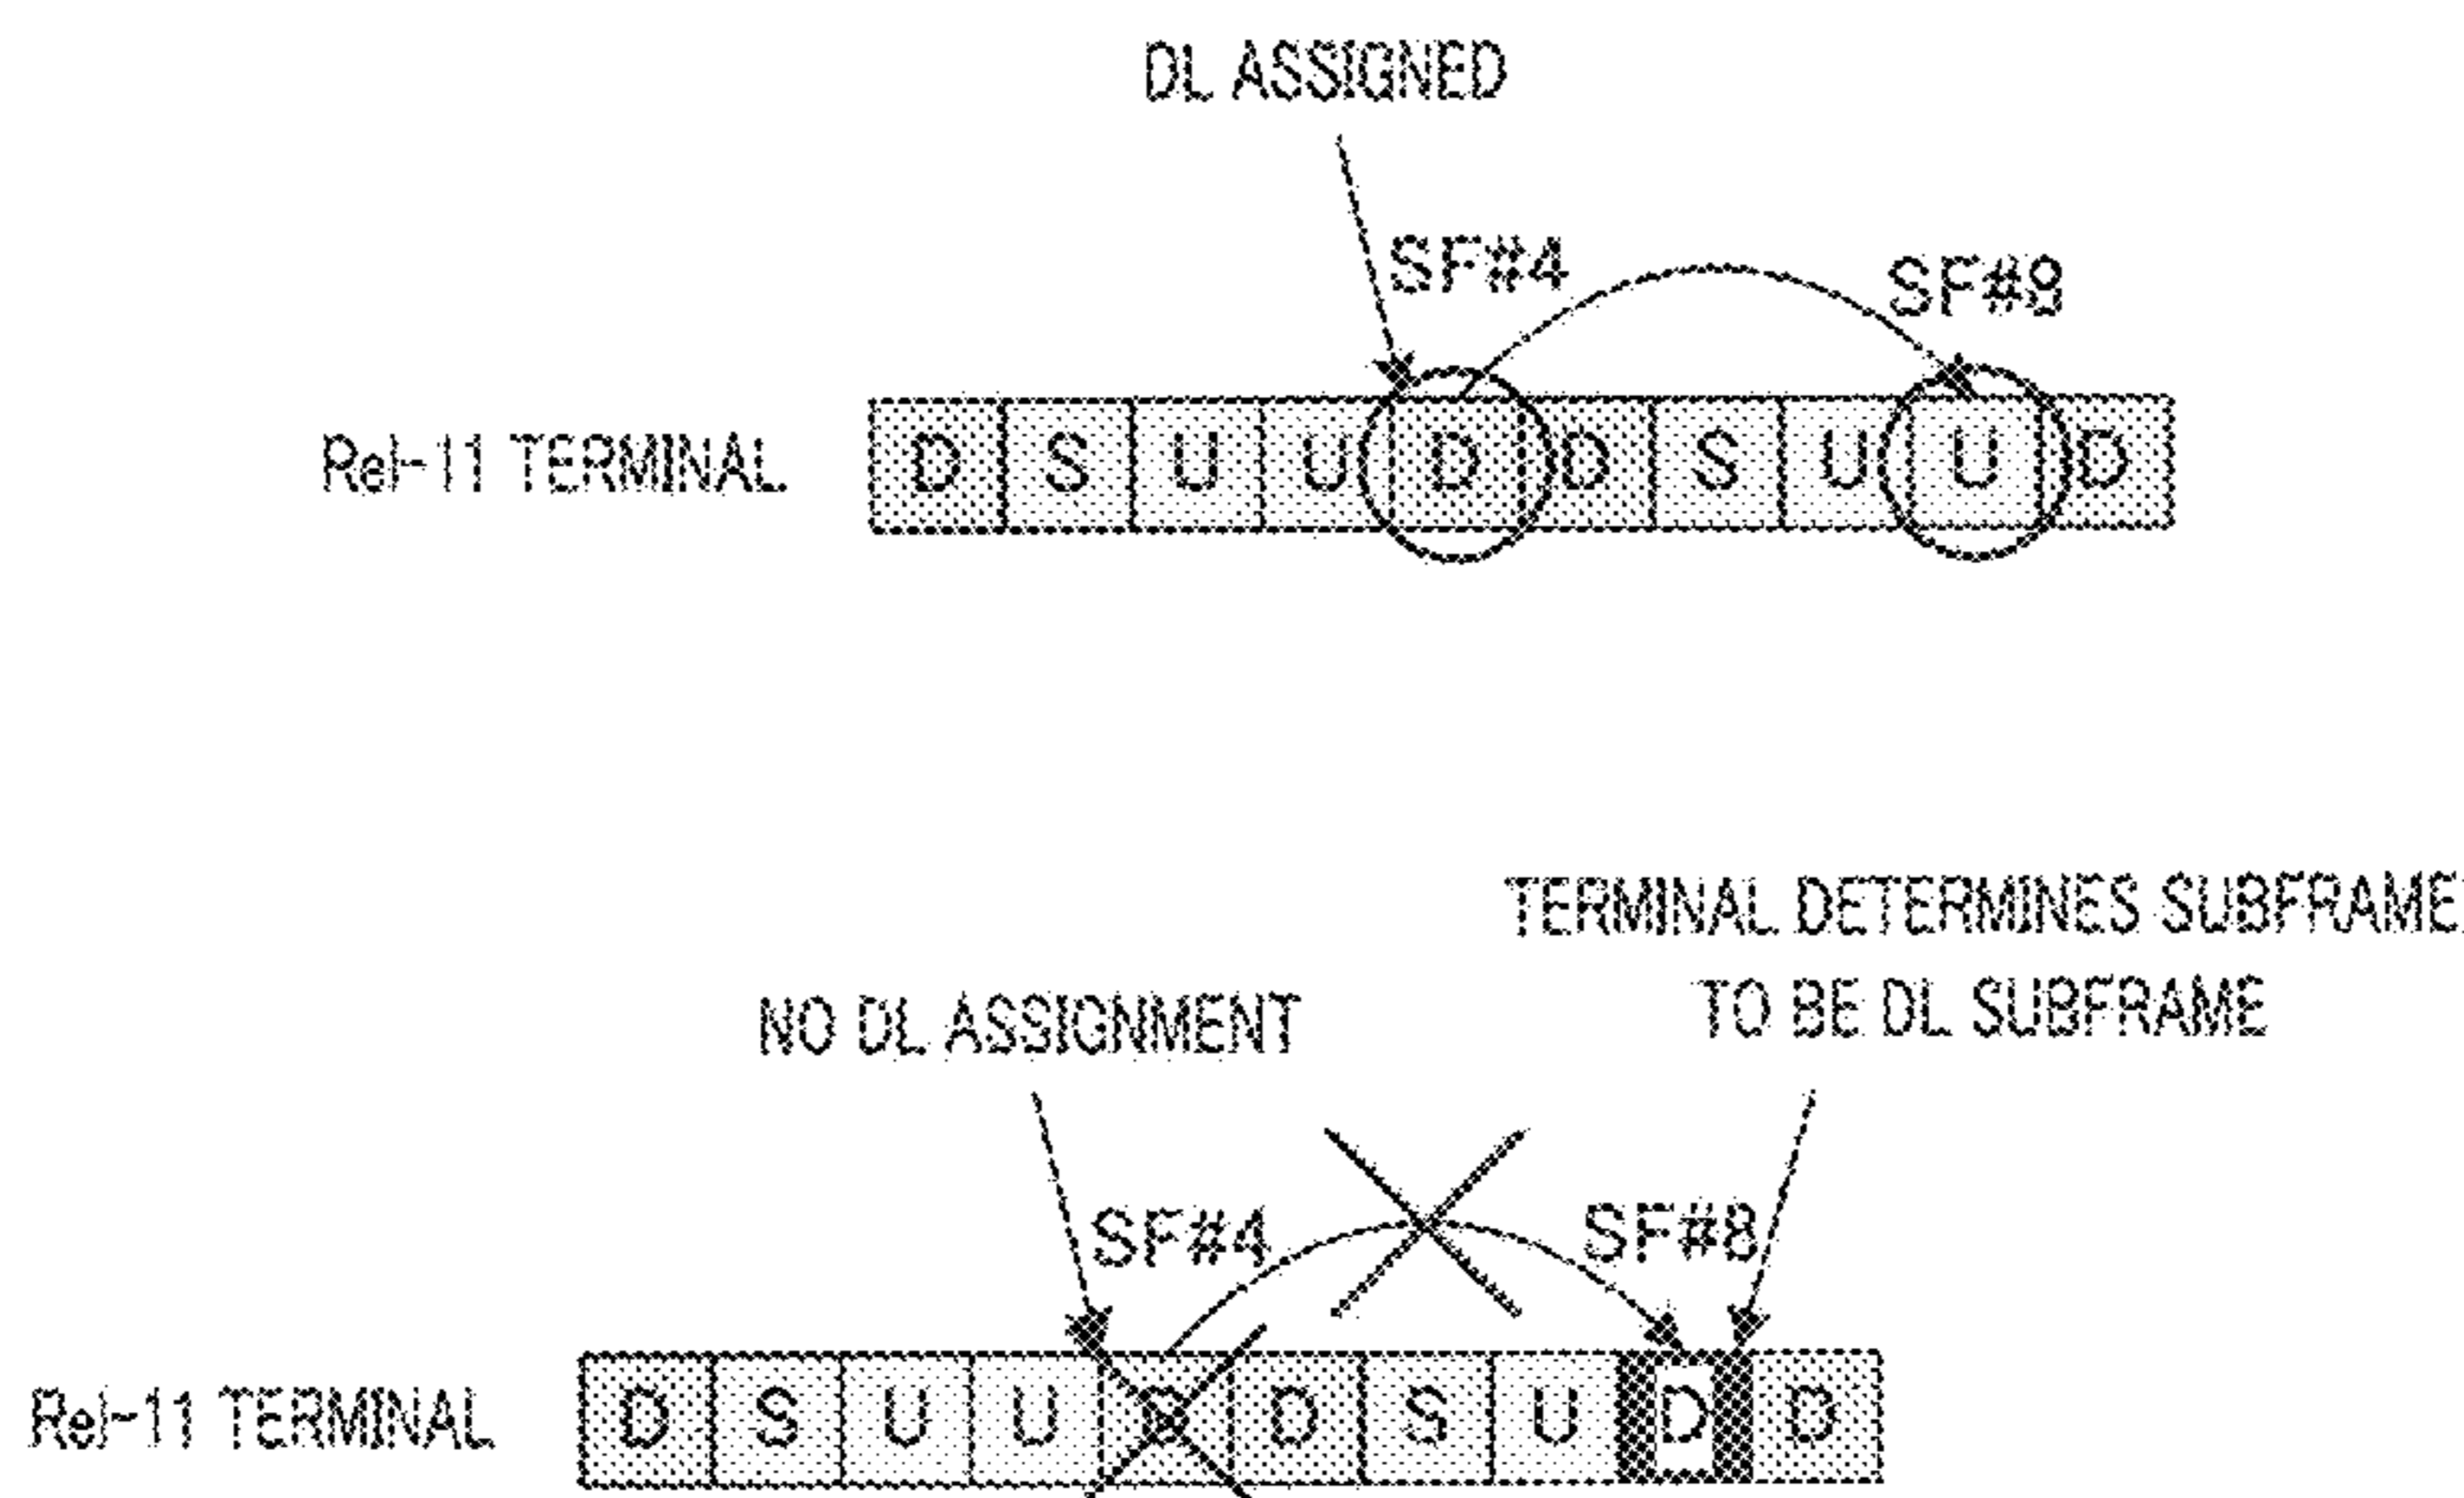 DL ASSIGNED
SF#4 SF#9
Rel-11 TERMINAL D S U U D D S U U D
TERMINAL DETERMINES SUBFRAME
TO BE DL SUBFRAME
NO DL ASSIGNMENT
SF#4 SF#8
Rel-11 TERMINAL D S U U D S U D D